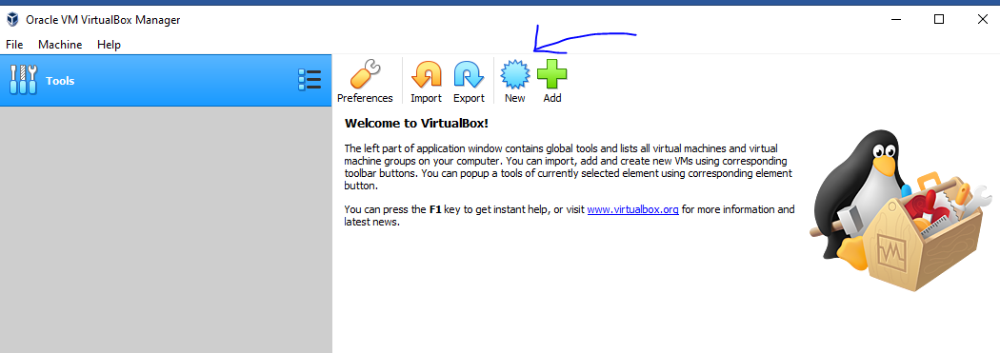 Oracle VM VirtualBox Manager
File Machine Help
Tools
Preferences Import Export New Add
Welcome to VirtualBox!
The left part of application window contains global tools and lists all virtual machines and virtual
machine groups on your computer. You can import, add and create new VMs using corresponding
toolbar buttons. You can popup a tools of currently selected element using corresponding element
button.
You can press the F1 key to get instant help, or visit www.virtualbox.org for more information and
latest news.